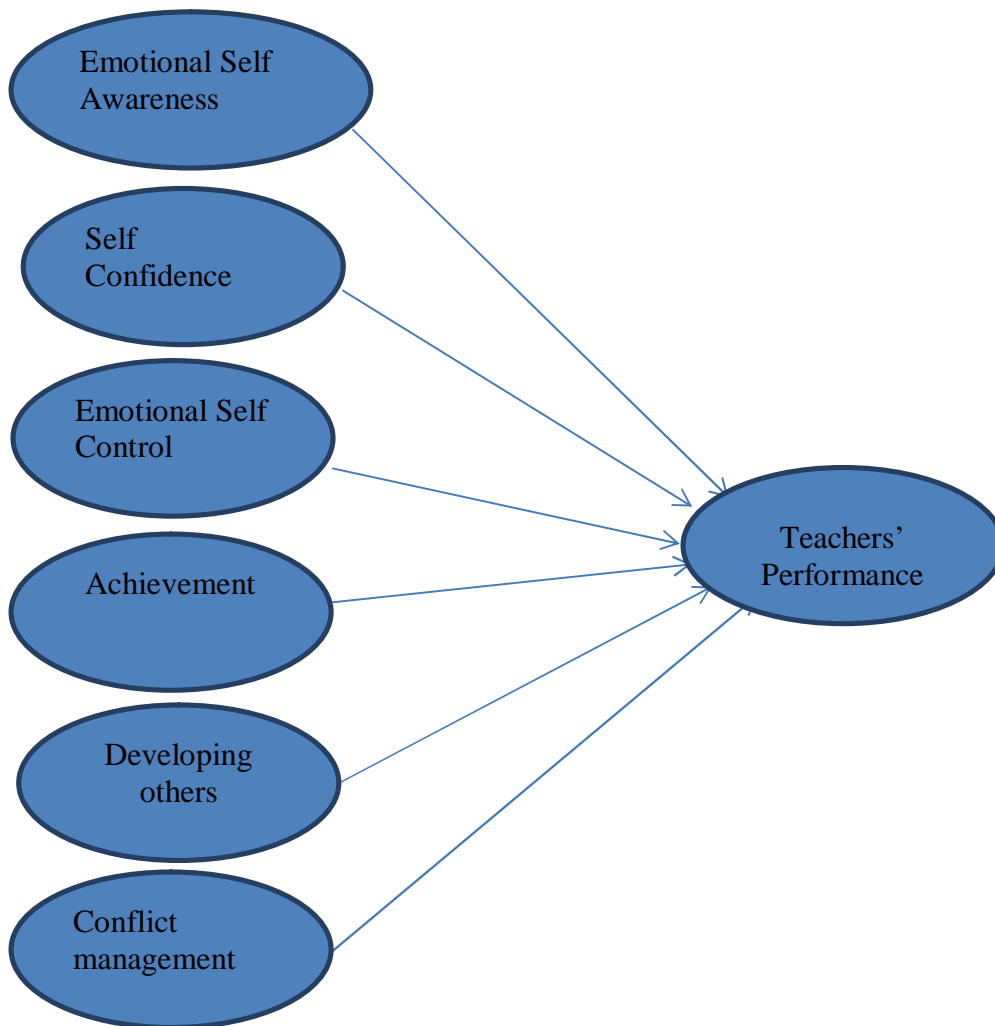 Emotional Self
Awareness
Self
Confidence
Emotional Self
Control
Achievement
Developing
others
Conflict
management
Teachers’
Performance